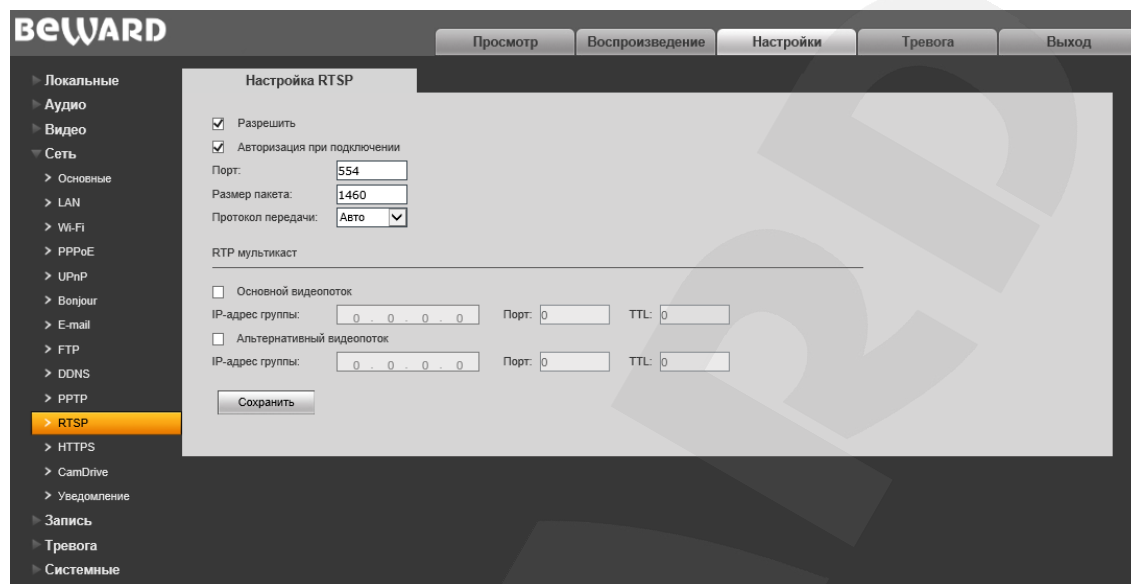 BEWARD
Просмотр Воспроизведение Настройки Тревога Выход
Локальные
Аудио
Видео
Сеть
> Основные
> LAN
> Wi-Fi
> PPPoE
> UPnP
> Bonjour
> E-mail
> FTP
> DDNS
> PPTP
> RTSP
> HTTPS
> CamDrive
> Уведомление
Запись
Тревога
Системные
Настройка RTSP
Разрешить
Авторизация при подключении
Порт: 554
Размер пакета: 1460
Протокол передачи: Авто
RTP мультикаст
Основной видеопоток
IP-адрес группы: 0 . 0 . 0 . 0 Порт: 0 TTL: 0
Альтернативный видеопоток
IP-адрес группы: 0 . 0 . 0 . 0 Порт: 0 TTL: 0
Сохранить